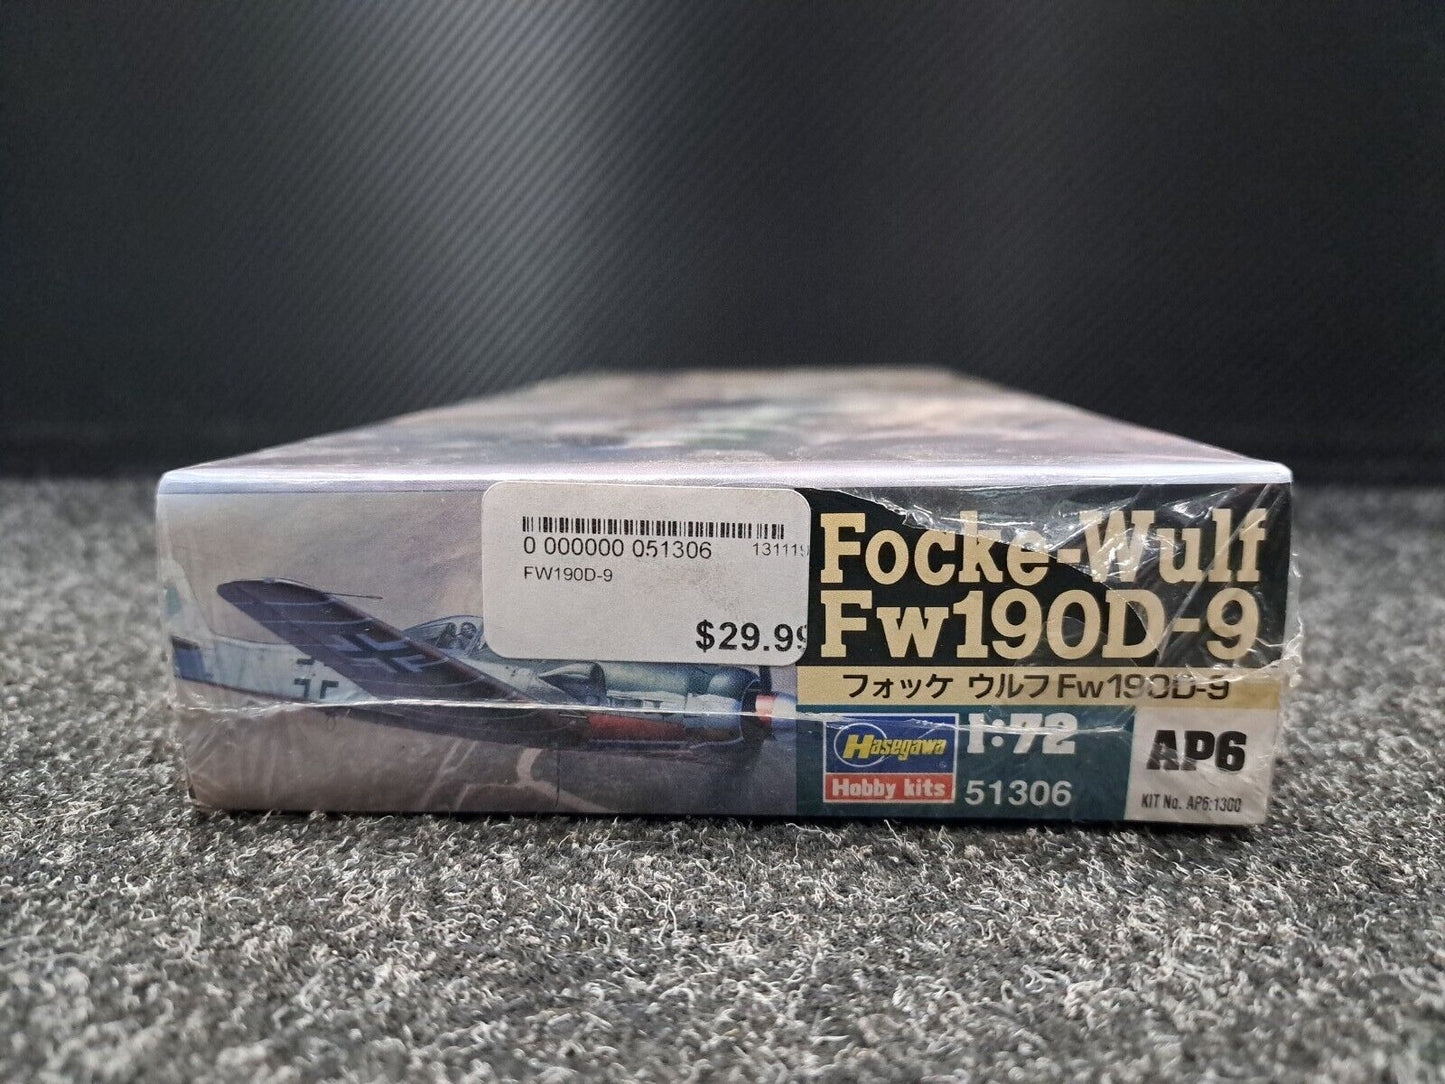 0 000000 051306 131119
FW190D-9
$29.99
Focke-Wulf
Fw190D-9
フォッケ ウルフ Fw190D-9
Hasegawa
Hobby kits
1:72
51306
AP6
KIT No. AP6:1300